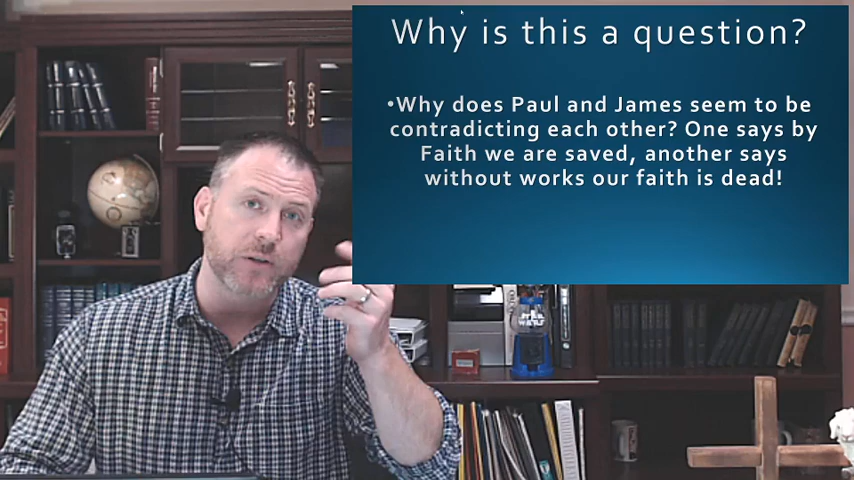 Why is this a question?
•Why does Paul and James seem to be
contradicting each other? One says by
Faith we are saved, another says
without works our faith is dead!